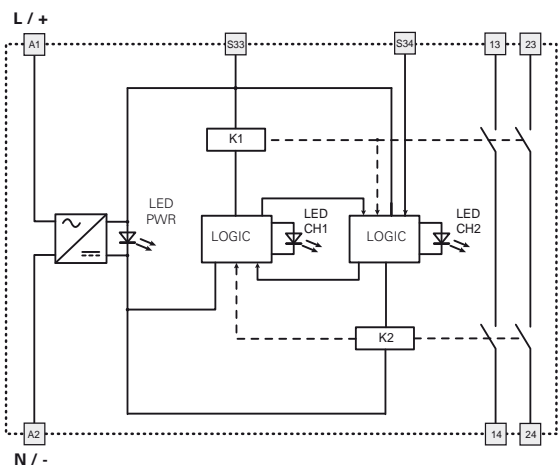 L / +
A1 S33 S34 13 23
K1
LED
PWR
LOGIC
LED
CH1
LOGIC
LED
CH2
K2
A2 14 24
N / -